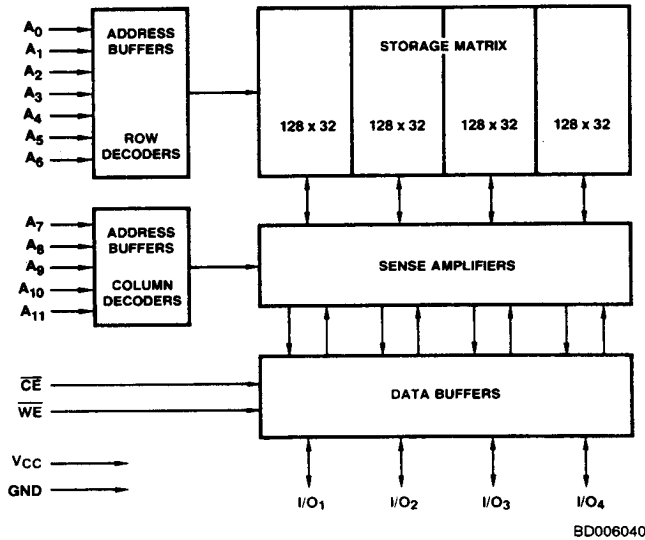 A0
A1
A2
A3
A4
A5
A6
ADDRESS
BUFFERS
ROW
DECODERS
STORAGE MATRIX
128 x 32
128 x 32
128 x 32
128 x 32
A7
A8
A9
A10
A11
ADDRESS
BUFFERS
COLUMN
DECODERS
SENSE AMPLIFIERS
C̅E̅
W̅E̅
DATA BUFFERS
VCC
GND
I/O1
I/O2
I/O3
I/O4
BD006040